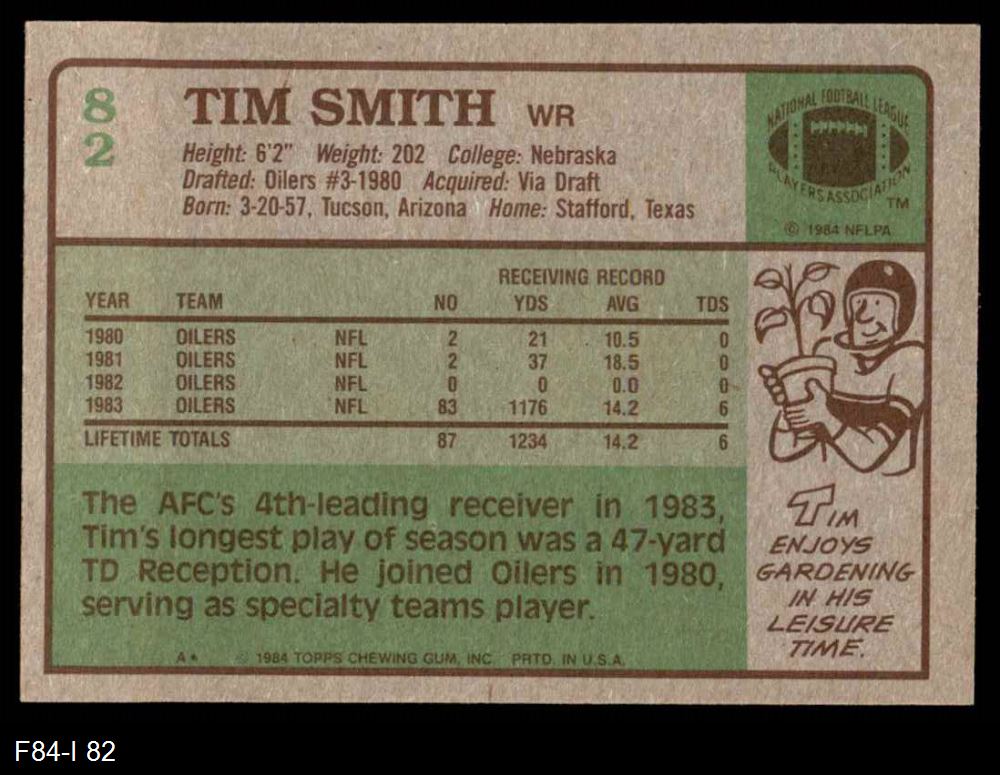 8
2
TIM SMITH WR
Height: 6'2" Weight: 202 College: Nebraska
Drafted: Oilers #3-1980 Acquired: Via Draft
Born: 3-20-57, Tucson, Arizona Home: Stafford, Texas
NATIONAL FOOTBALL LEAGUE
PLAYERS ASSOCIATION
TM
© 1984 NFLPA
RECEIVING RECORD
YEAR TEAM NO YDS AVG TDS
1980 OILERS NFL 2 21 10.5 0
1981 OILERS NFL 2 37 18.5 0
1982 OILERS NFL 0 0 0.0 0
1983 OILERS NFL 83 1176 14.2 6
LIFETIME TOTALS 87 1234 14.2 6
The AFC's 4th-leading receiver in 1983,
Tim's longest play of season was a 47-yard
TD Reception. He joined Oilers in 1980,
serving as specialty teams player.
A* © 1984 TOPPS CHEWING GUM, INC. PRTD. IN U.S.A.
TIM
ENJOYS
GARDENING
IN HIS
LEISURE
TIME.
F84-I 82